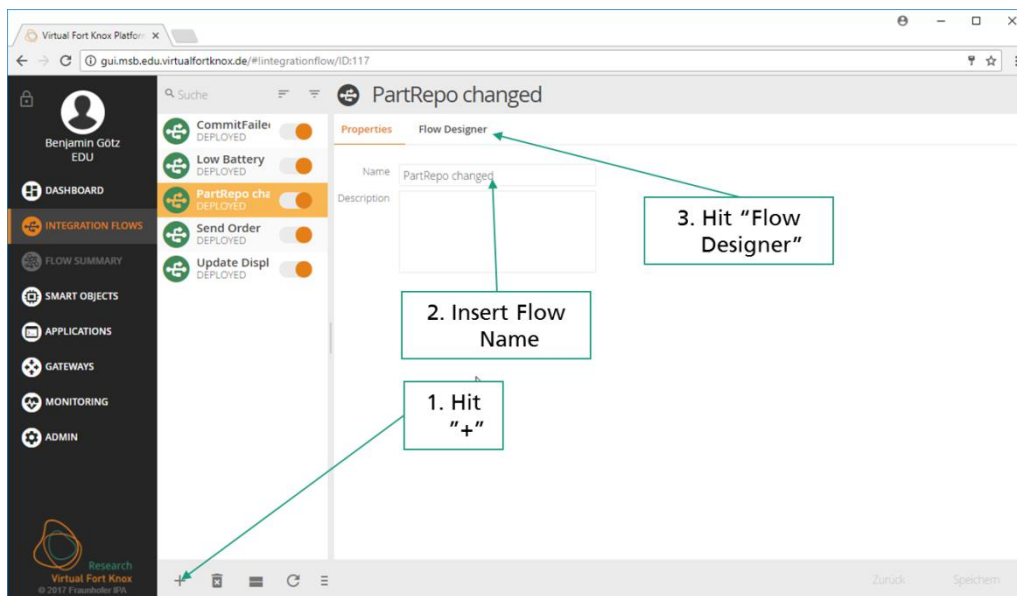 Virtual Fort Knox Platfor
gui.msb.edu.virtualfortknox.de/#!integrationflow/ID:117
Benjamin Götz
EDU
DASHBOARD
INTEGRATION FLOWS
FLOW SUMMARY
SMART OBJECTS
APPLICATIONS
GATEWAYS
MONITORING
ADMIN
Research
Virtual Fort Knox
© 2017 Fraunhofer IPA
Suche
CommitFaile
DEPLOYED
Low Battery
DEPLOYED
PartRepo cha
DEPLOYED
Send Order
DEPLOYED
Update Displ
DEPLOYED
PartRepo changed
Properties Flow Designer
Name PartRepo changed
Description
3. Hit "Flow
Designer"
2. Insert Flow
Name
1. Hit
"+"
Zurück Speichern